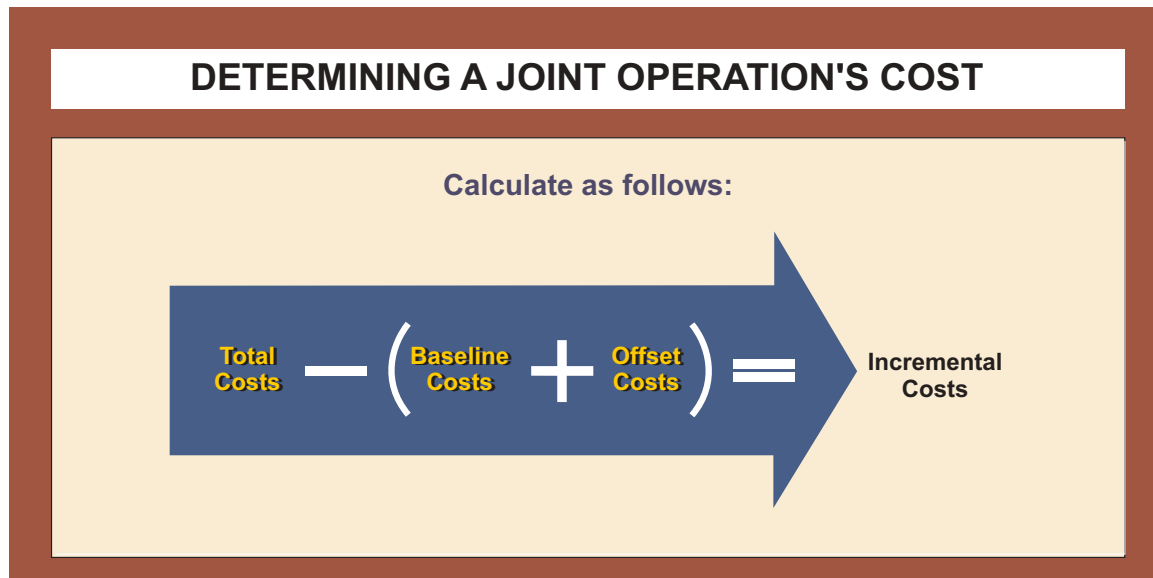 DETERMINING A JOINT OPERATION'S COST
Calculate as follows:
Total
Costs
—
(
Baseline
Costs
+
Offset
Costs
)
=
Incremental
Costs